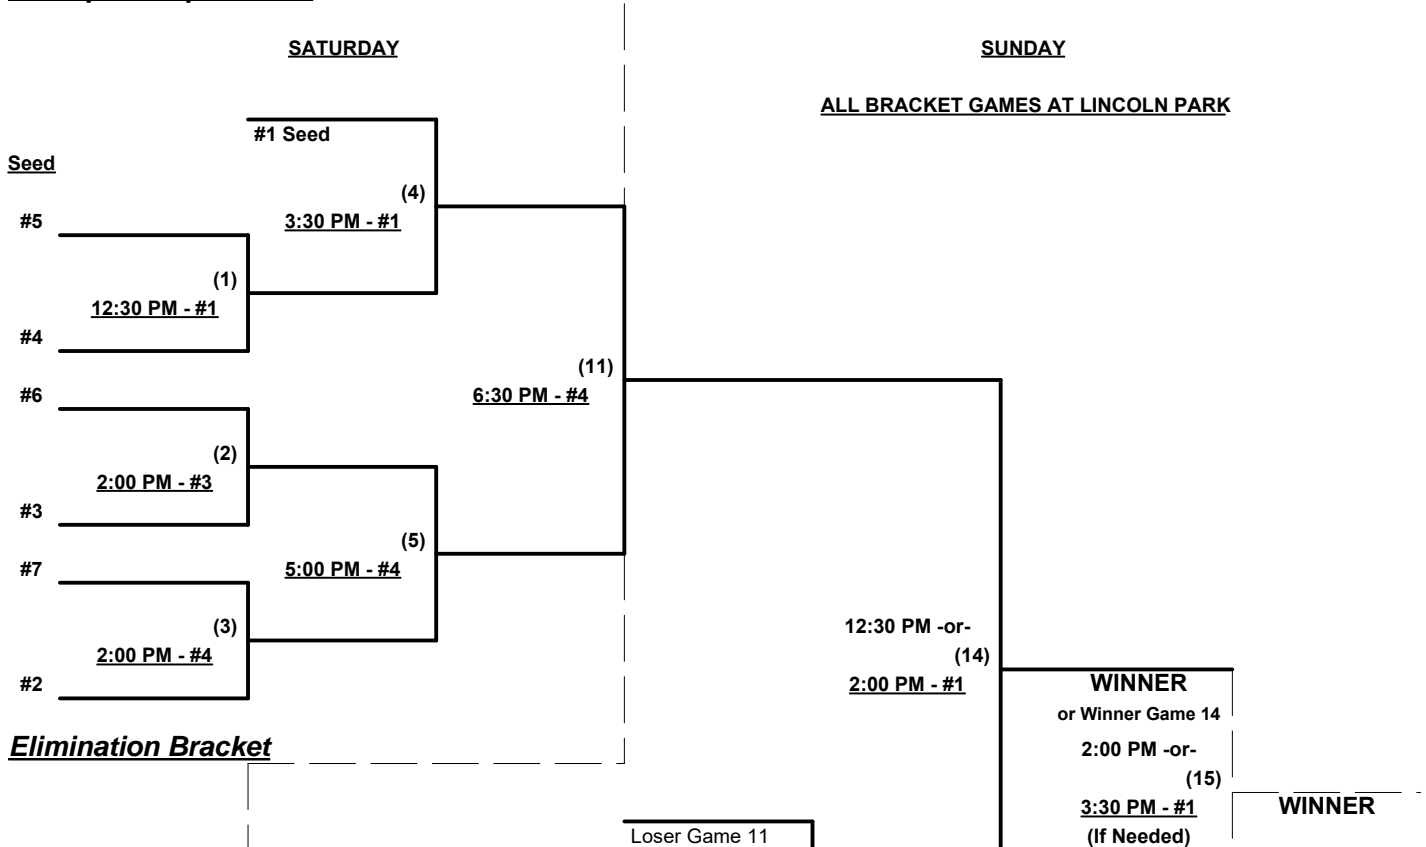 SATURDAY
SUNDAY
ALL BRACKET GAMES AT LINCOLN PARK
#1 Seed
Seed
(4)
#5
3:30 PM - #1
(1)
12:30 PM - #1
#4
(11)
#6
6:30 PM - #4
(2)
2:00 PM - #3
#3
(5)
#7
5:00 PM - #4
(3)
12:30 PM -or-
2:00 PM - #4
(14)
#2
2:00 PM - #1
WINNER
or Winner Game 14
Elimination Bracket
2:00 PM -or-
(15)
3:30 PM - #1
WINNER
Loser Game 11
(If Needed)